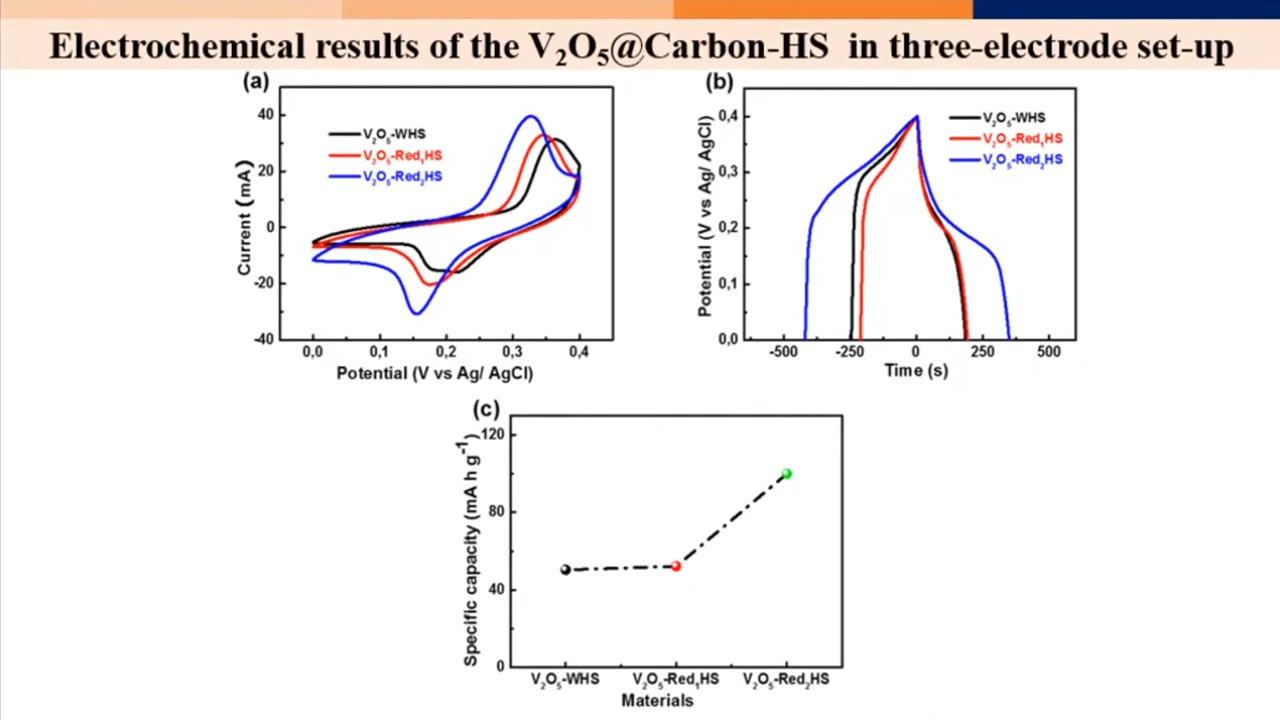 Electrochemical results of the V₂O₅@Carbon-HS in three-electrode set-up
(a)
40
20
0
-20
-40
Current (mA)
V₂O₅-WHS
V₂O₅-Red₁HS
V₂O₅-Red₂HS
0,0 0,1 0,2 0,3 0,4
Potential (V vs Ag/ AgCl)
(b)
0,4
0,3
0,2
0,1
0,0
Potential (V vs Ag/ AgCl)
V₂O₅-WHS
V₂O₅-Red₁HS
V₂O₅-Red₂HS
-500 -250 0 250 500
Time (s)
(c)
120
80
40
0
Specific capacity (mA h g⁻¹)
V₂O₅-WHS V₂O₅-Red₁HS V₂O₅-Red₂HS
Materials